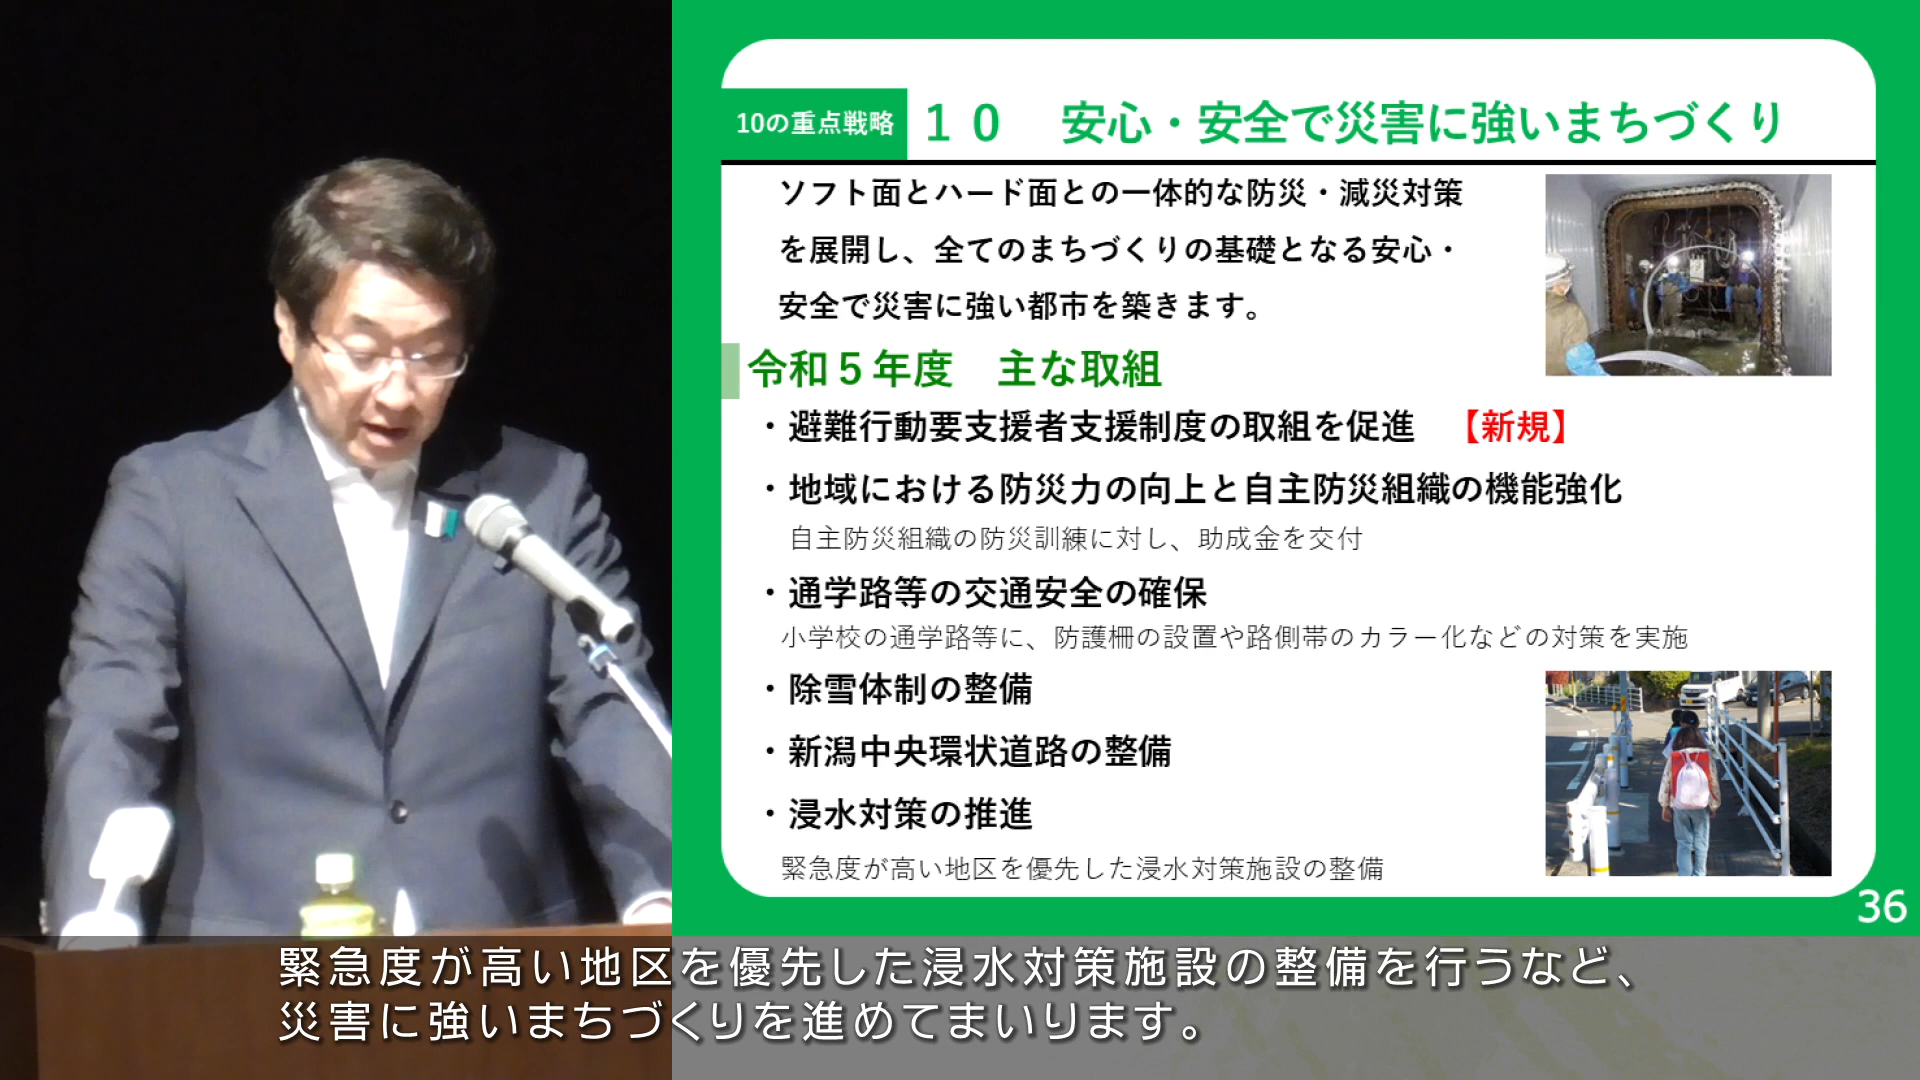 10の重点戦略
１０　安心・安全で災害に強いまちづくり
ソフト面とハード面との一体的な防災・減災対策
を展開し、全てのまちづくりの基礎となる安心・
安全で災害に強い都市を築きます。
令和５年度　主な取組
・避難行動要支援者支援制度の取組を促進　【新規】
・地域における防災力の向上と自主防災組織の機能強化
自主防災組織の防災訓練に対し、助成金を交付
・通学路等の交通安全の確保
小学校の通学路等に、防護柵の設置や路側帯のカラー化などの対策を実施
・除雪体制の整備
・新潟中央環状道路の整備
・浸水対策の推進
緊急度が高い地区を優先した浸水対策施設の整備
36
緊急度が高い地区を優先した浸水対策施設の整備を行うなど、
災害に強いまちづくりを進めてまいります。